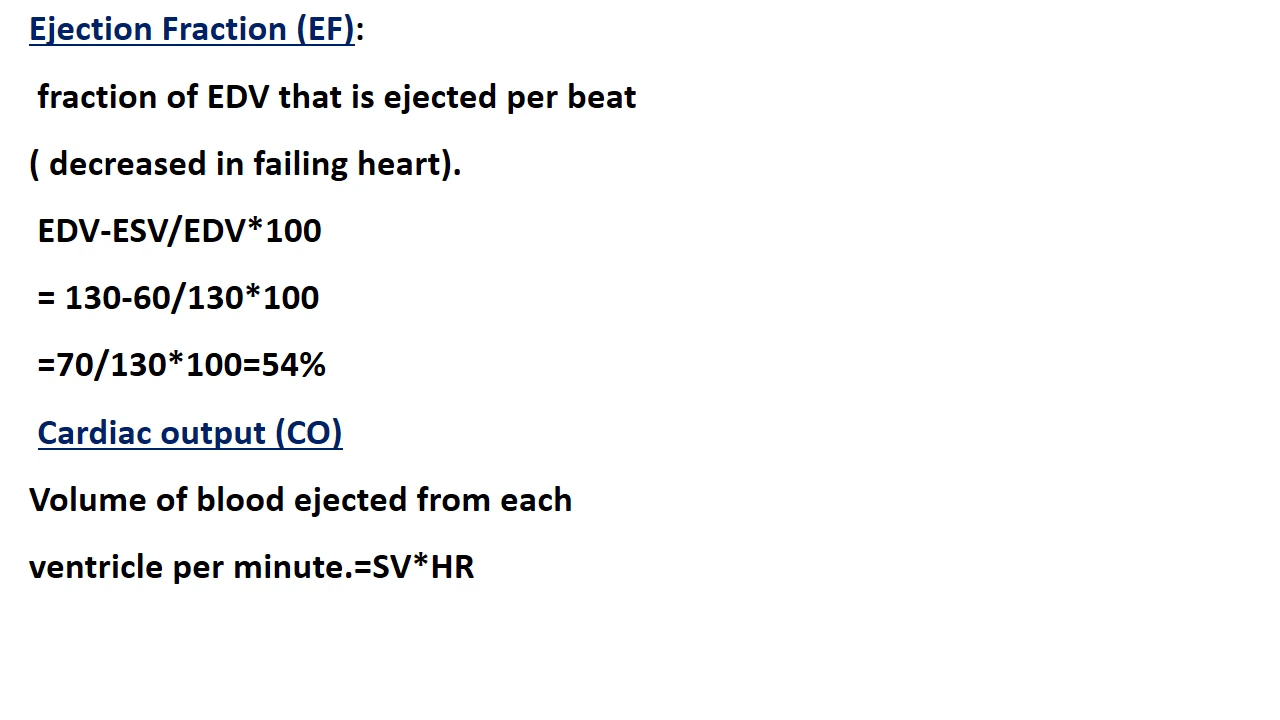 Ejection Fraction (EF):
fraction of EDV that is ejected per beat
( decreased in failing heart).
EDV-ESV/EDV*100
= 130-60/130*100
=70/130*100=54%
Cardiac output (CO)
Volume of blood ejected from each
ventricle per minute.=SV*HR